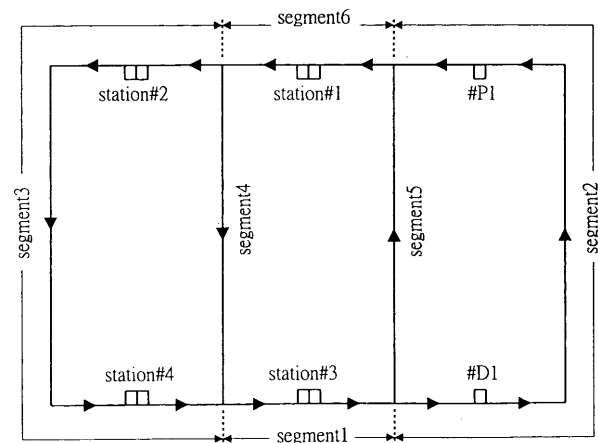 segment6
station#2
station#1
#P1
segment3
segment4
segment5
segment2
station#4
station#3
#D1
segment1